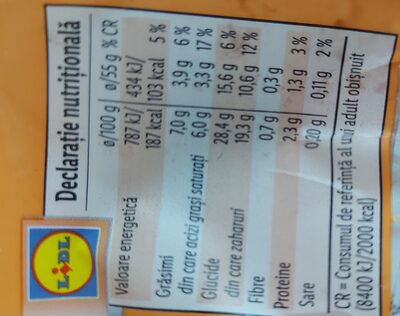 Declarație nutrițională
ø/100 g ø/55 g % CR
Valoare energetică 787 kJ/ 434 kJ/
187 kcal 103 kcal 5 %
Grăsimi 7,0 g 3,9 g 6 %
din care acizi grași saturați 6,0 g 3,3 g 17 %
Glucide 28,4 g 15,6 g 6 %
din care zaharuri 19,3 g 10,6 g 12 %
Fibre 0,7 g 0,3 g
Proteine 2,3 g 1,3 g 3 %
Sare 0,20 g 0,11 g 2 %
CR = Consumul de referință al unui adult obișnuit
(8400 kJ/2000 kcal)
LIDL